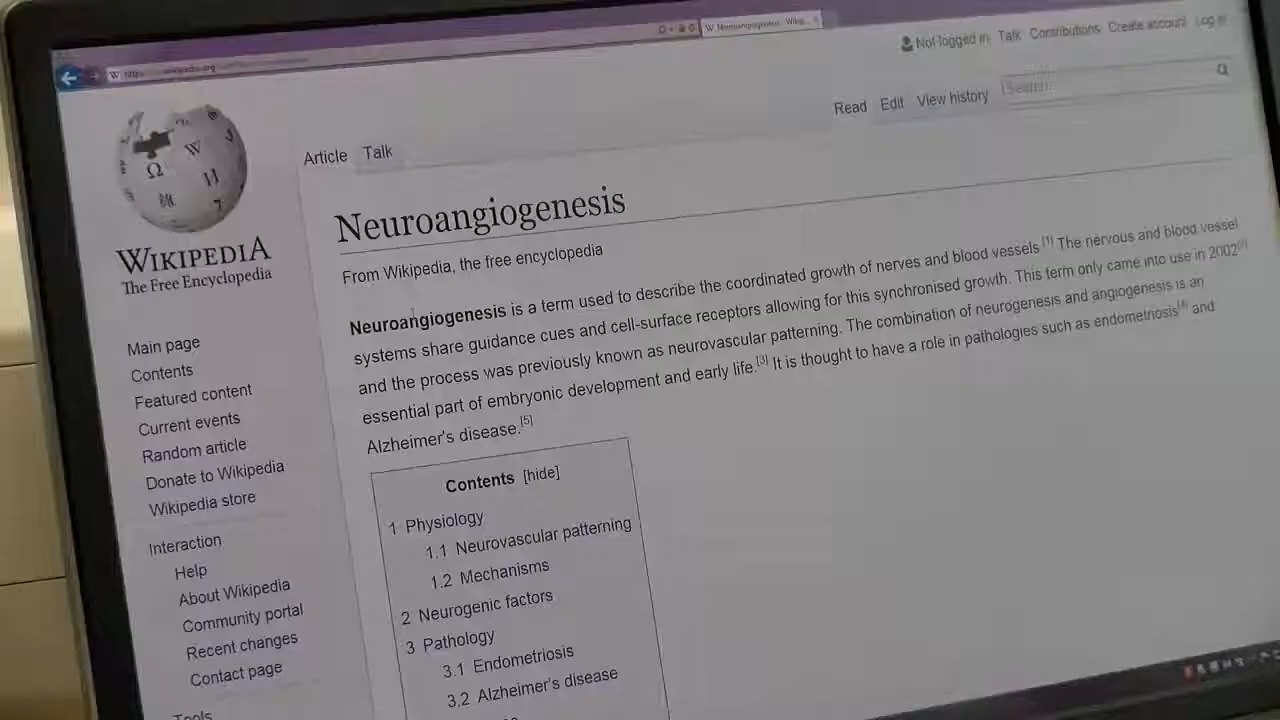 W Neuroangiogenesis - Wikip...
Not logged in Talk Contributions Create account Log in
Article Talk
Read Edit View history
Search
WIKIPEDIA
The Free Encyclopedia
Neuroangiogenesis
From Wikipedia, the free encyclopedia
Neuroangiogenesis is a term used to describe the coordinated growth of nerves and blood vessels.[1] The nervous and blood vessel
systems share guidance cues and cell-surface receptors allowing for this synchronised growth. This term only came into use in 2002[2]
and the process was previously known as neurovascular patterning. The combination of neurogenesis and angiogenesis is an
essential part of embryonic development and early life.[3] It is thought to have a role in pathologies such as endometriosis[4] and
Alzheimer's disease.[5]
Main page
Contents
Featured content
Current events
Random article
Donate to Wikipedia
Wikipedia store
Interaction
Help
About Wikipedia
Community portal
Recent changes
Contact page
Tools
Contents [hide]
1 Physiology
1.1 Neurovascular patterning
1.2 Mechanisms
2 Neurogenic factors
3 Pathology
3.1 Endometriosis
3.2 Alzheimer's disease